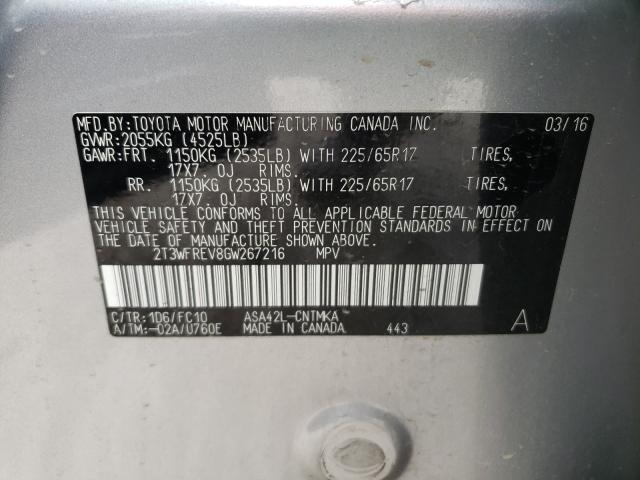 MFD.BY:TOYOTA MOTOR MANUFACTURING CANADA INC. 03/16
GVWR:2055KG (4525LB)
GAWR:FRT. 1150KG (2535LB) WITH 225/65R17 TIRES,
17X7. OJ RIMS.
RR. 1150KG (2535LB) WITH 225/65R17 TIRES,
17X7. OJ RIMS.
THIS VEHICLE CONFORMS TO ALL APPLICABLE FEDERAL MOTOR
VEHICLE SAFETY AND THEFT PREVENTION STANDARDS IN EFFECT ON
THE DATE OF MANUFACTURE SHOWN ABOVE.
2T3WFREV8GW267216 MPV
C/TR:1D6/FC10 ASA42L-CNTMKA
A/TM:-02A/U760E MADE IN CANADA 443 A